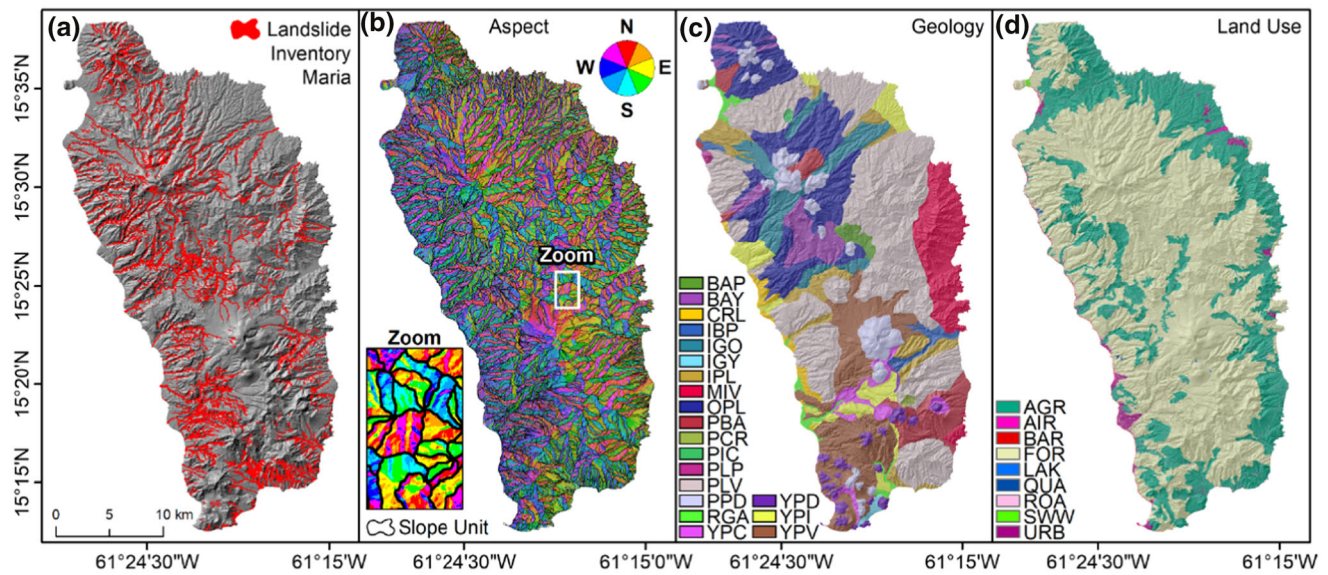 (a)
Landslide
Inventory
Maria
(b)
Aspect
N
W
E
S
(c)
Geology
(d)
Land Use
15°35'N
15°30'N
15°25'N
15°20'N
15°15'N
Zoom
Zoom
Slope Unit
0 5 10 km
BAP
BAY
CRL
IBP
IGO
IGY
IPL
MIV
OPL
PBA
PCR
PIC
PLP
PLV
PPD YPD
RGA YPL
YPC YPV
AGR
AIR
BAR
FOR
LAK
QUA
ROA
SWW
URB
61°24'30"W 61°15'W 61°24'30"W 15°15'0"W 61°24'30"W 61°15'W 61°24'30"W 61°15'W